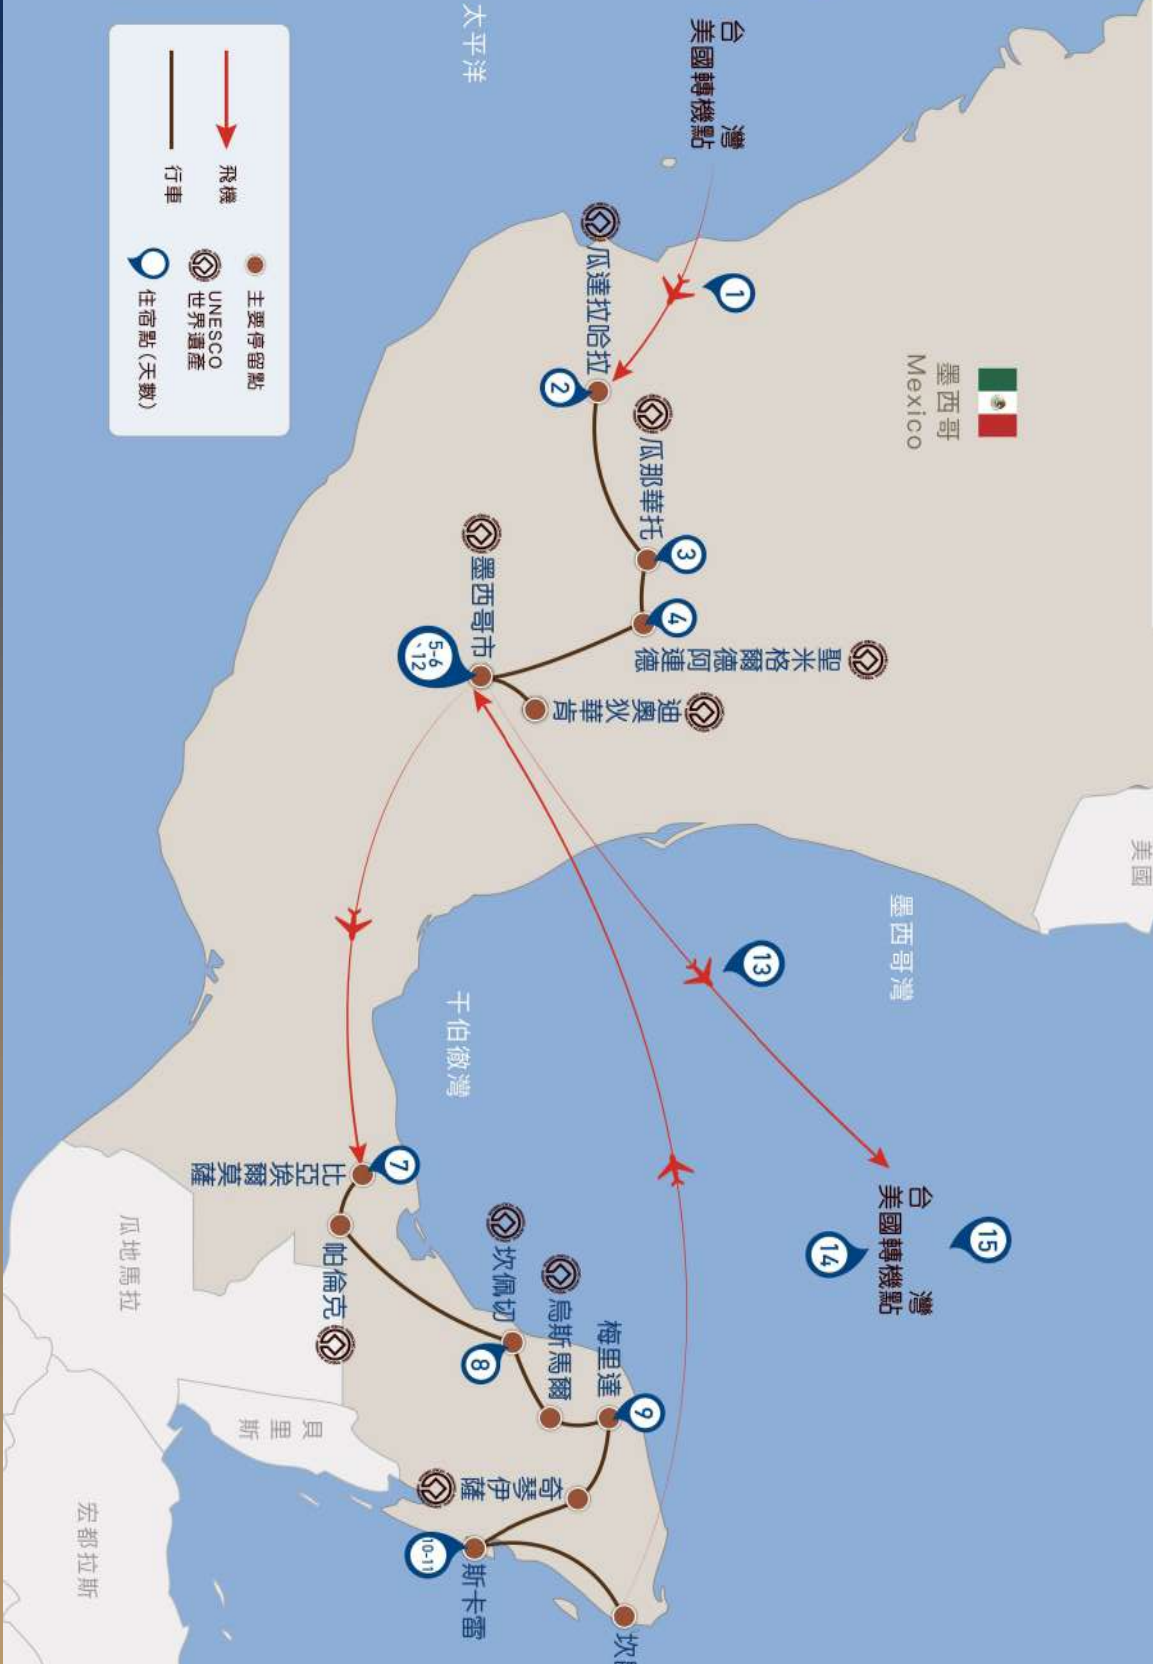 台灣
美國轉機點
太平洋
1
瓜達拉哈拉
2
瓜那華托
3
4
聖米格爾德阿連德
墨西哥市
5-6
、12
迪奧狄華肯
墨西哥
Mexico
美國
墨西哥灣
13
干伯徹灣
台灣
美國轉機點
15
14
7
比亞埃爾莫薩
帕倫克
坎佩切
8
烏斯馬爾
梅里達
9
奇琴伊薩
10-11
斯卡雷
坎
瓜地馬拉
貝里斯
宏都拉斯
飛機
行車
主要停留點
UNESCO
世界遺產
住宿點(天數)